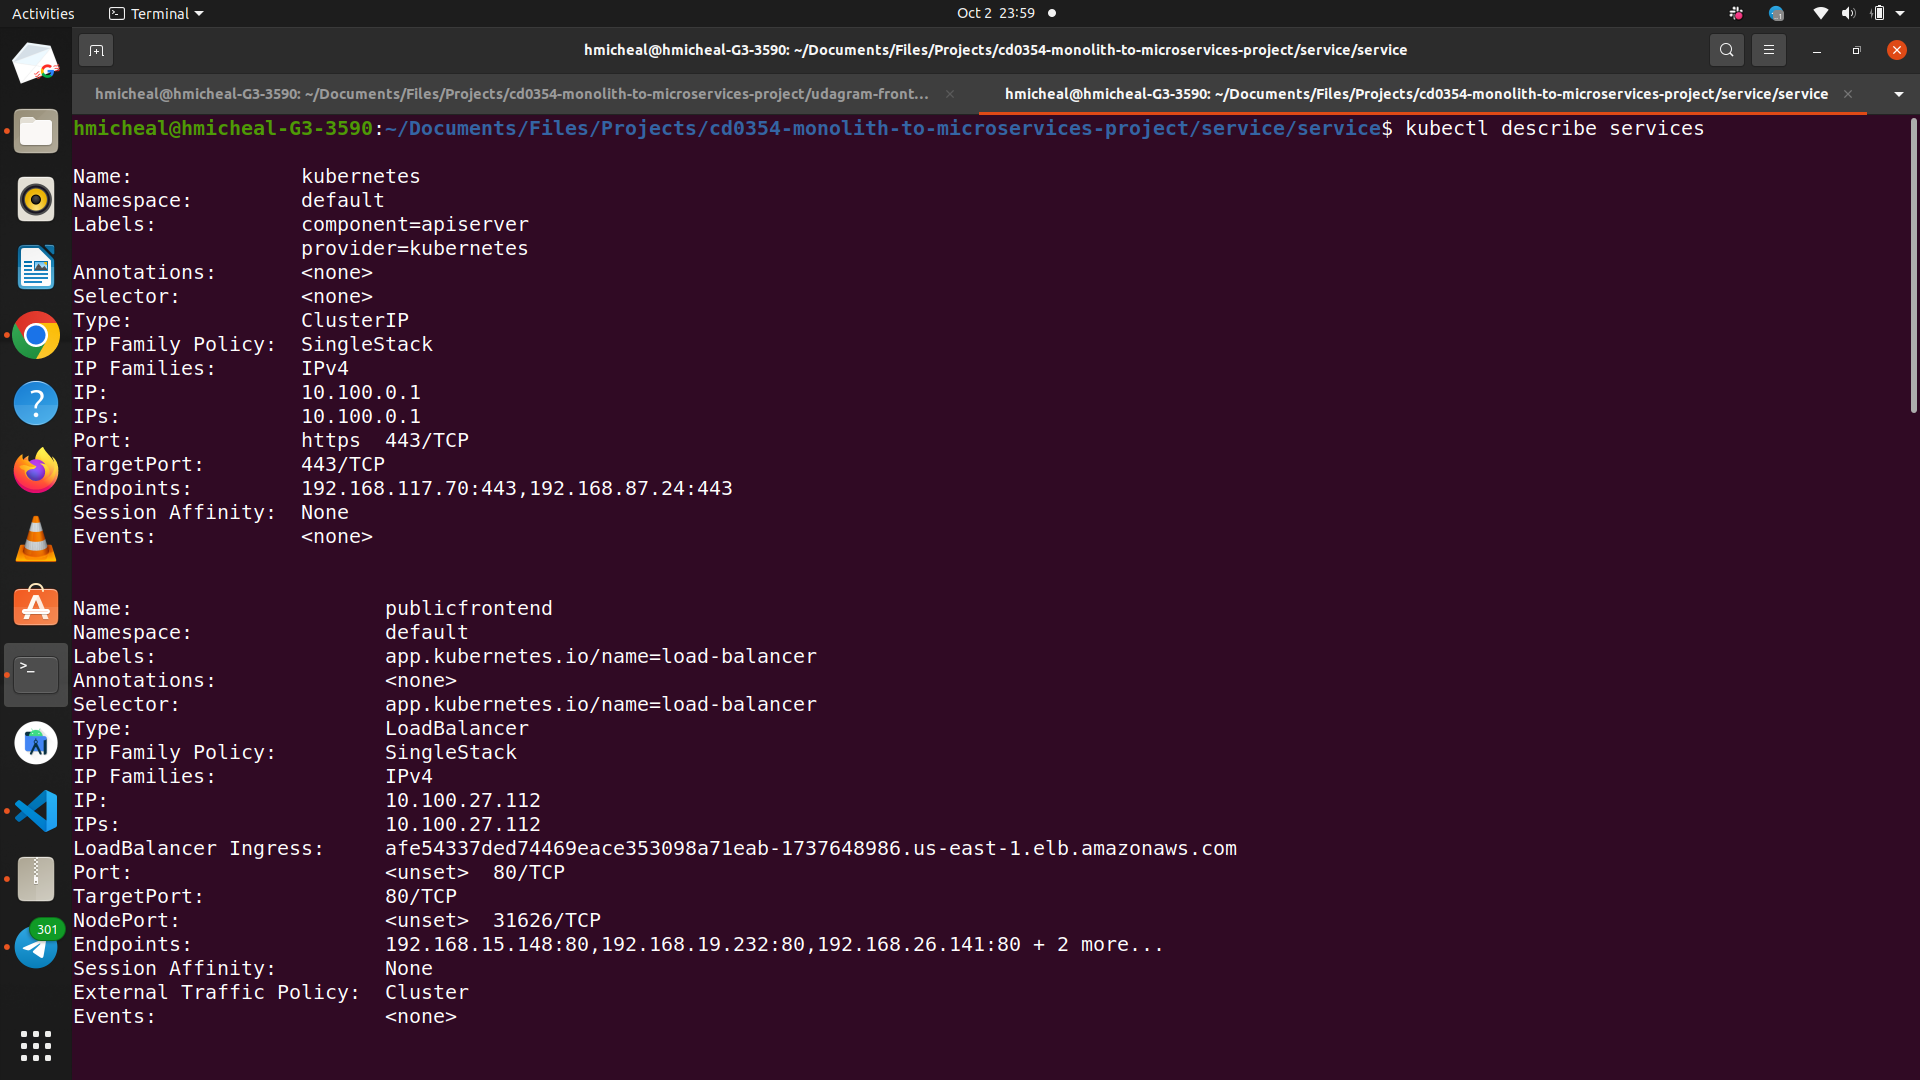 Activities
Terminal
Oct 2 23:59
hmicheal@hmicheal-G3-3590: ~/Documents/Files/Projects/cd0354-monolith-to-microservices-project/service/service
hmicheal@hmicheal-G3-3590: ~/Documents/Files/Projects/cd0354-monolith-to-microservices-project/udagram-front...
hmicheal@hmicheal-G3-3590: ~/Documents/Files/Projects/cd0354-monolith-to-microservices-project/service/service
hmicheal@hmicheal-G3-3590:~/Documents/Files/Projects/cd0354-monolith-to-microservices-project/service/service$ kubectl describe services
Name: kubernetes
Namespace: default
Labels: component=apiserver
provider=kubernetes
Annotations: <none>
Selector: <none>
Type: ClusterIP
IP Family Policy: SingleStack
IP Families: IPv4
IP: 10.100.0.1
IPs: 10.100.0.1
Port: https 443/TCP
TargetPort: 443/TCP
Endpoints: 192.168.117.70:443,192.168.87.24:443
Session Affinity: None
Events: <none>
Name: publicfrontend
Namespace: default
Labels: app.kubernetes.io/name=load-balancer
Annotations: <none>
Selector: app.kubernetes.io/name=load-balancer
Type: LoadBalancer
IP Family Policy: SingleStack
IP Families: IPv4
IP: 10.100.27.112
IPs: 10.100.27.112
LoadBalancer Ingress: afe54337ded74469eace353098a71eab-1737648986.us-east-1.elb.amazonaws.com
Port: <unset> 80/TCP
TargetPort: 80/TCP
NodePort: <unset> 31626/TCP
Endpoints: 192.168.15.148:80,192.168.19.232:80,192.168.26.141:80 + 2 more...
Session Affinity: None
External Traffic Policy: Cluster
Events: <none>
301